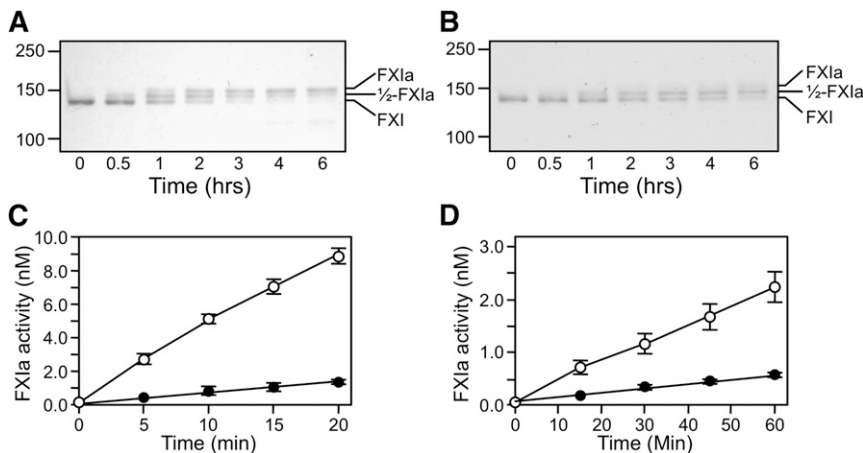 A
250
150
100
FXIa
½-FXIa
FXI
0 0.5 1 2 3 4 6
Time (hrs)
B
250
150
100
FXIa
½-FXIa
FXI
0 0.5 1 2 3 4 6
Time (hrs)
C
FXIa activity (nM)
10.0
8.0
6.0
4.0
2.0
0.0
0 5 10 15 20
Time (min)
D
FXIa activity (nM)
3.0
2.0
1.0
0.0
0 10 20 30 40 50 60
Time (Min)